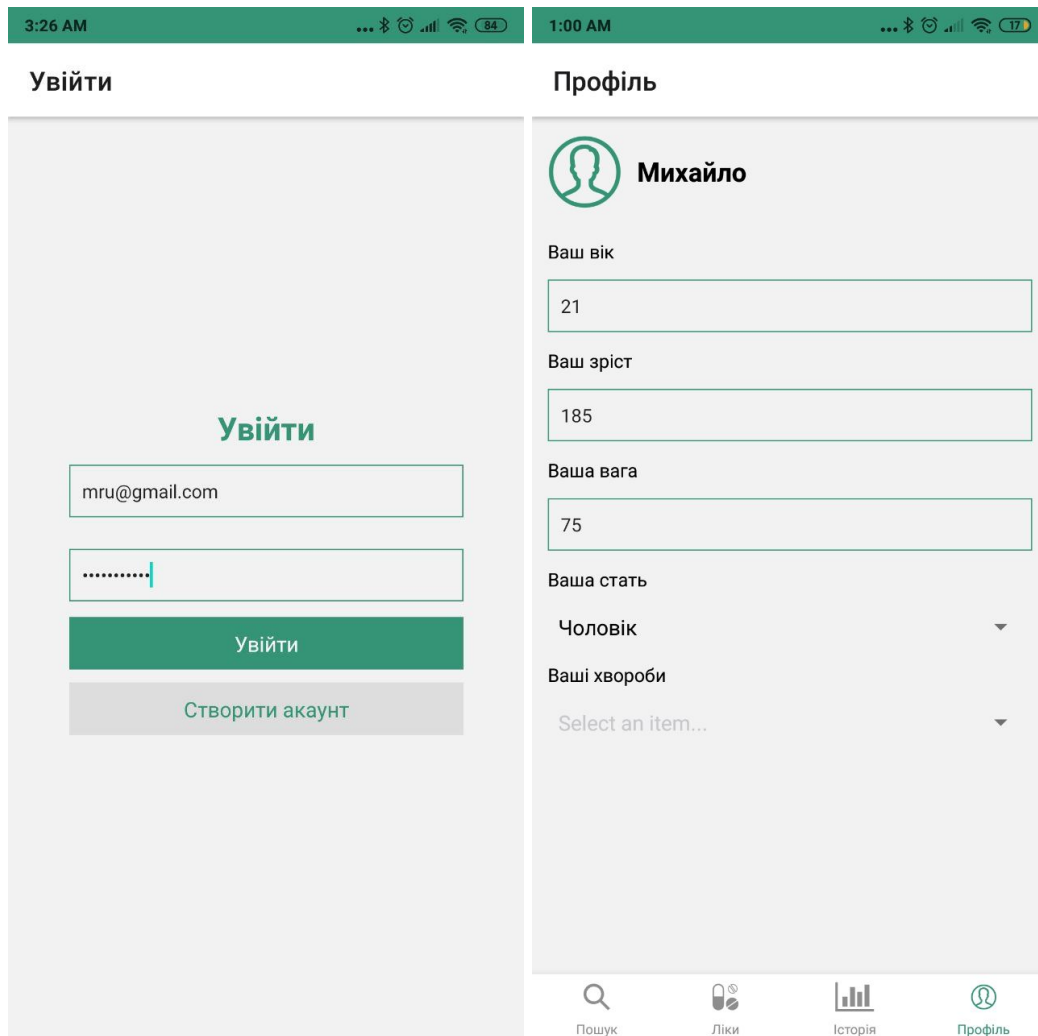 3:26 AM
84
Увійти
Увійти
mru@gmail.com
•••••••••••
Увійти
Створити акаунт
1:00 AM
17
Профіль
Михайло
Ваш вік
21
Ваш зріст
185
Ваша вага
75
Ваша стать
Чоловік
Ваші хвороби
Select an item...
Пошук
Ліки
Історія
Профіль